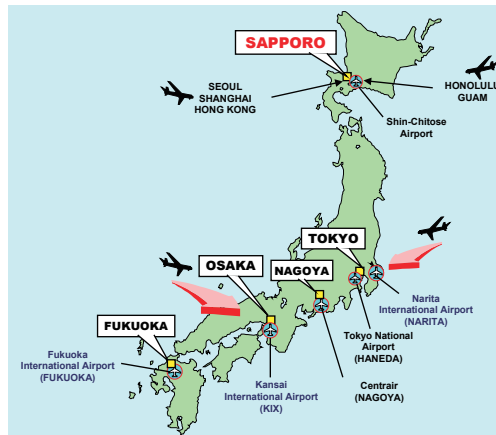 SAPPORO
SEOUL
SHANGHAI
HONG KONG
HONOLULU
GUAM
Shin-Chitose
Airport
TOKYO
OSAKA
NAGOYA
Narita
International Airport
(NARITA)
FUKUOKA
Tokyo National
Airport
(HANEDA)
Fukuoka
International Airport
(FUKUOKA)
Kansai
International Airport
(KIX)
Centrair
(NAGOYA)